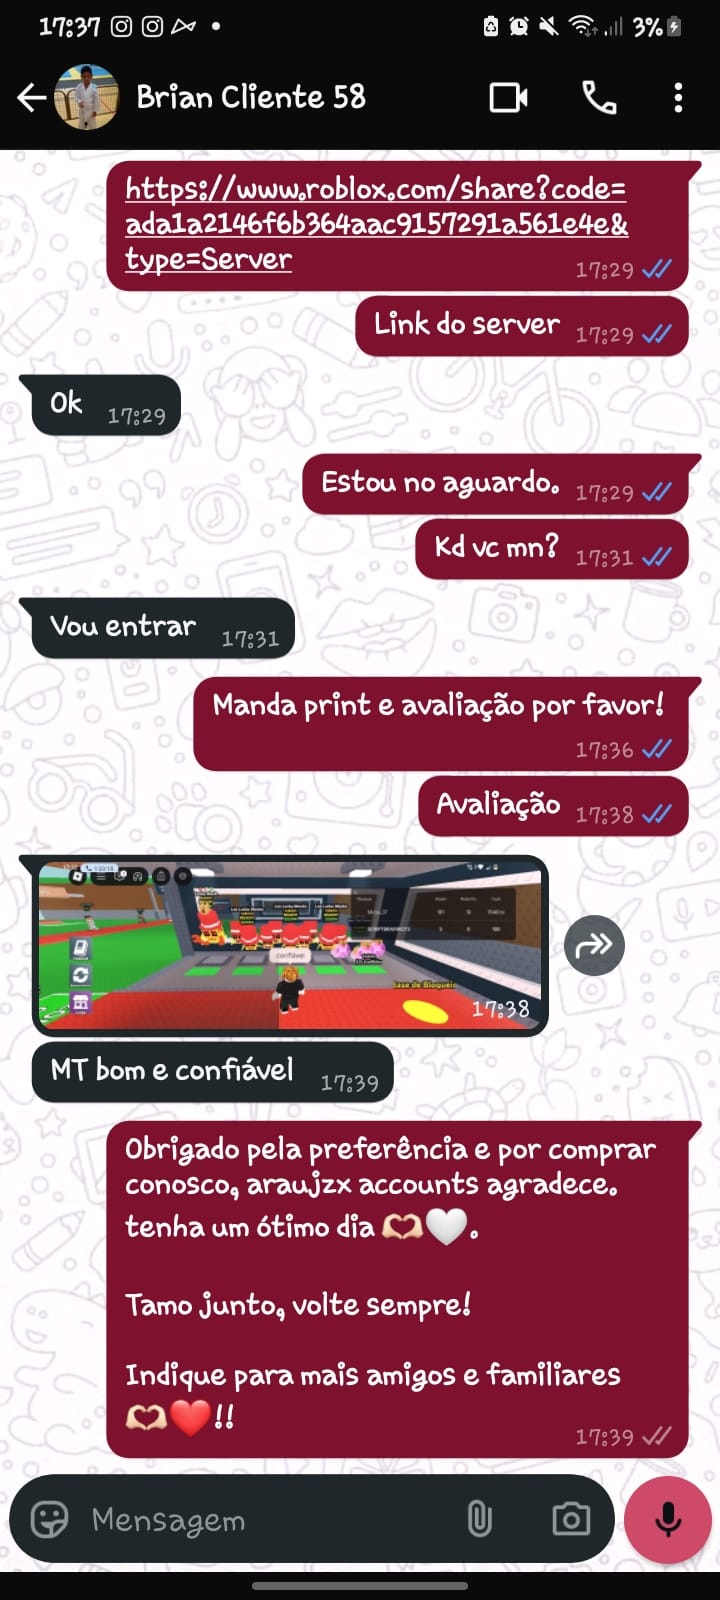 17:37
3%
Brian Cliente 58
https://www.roblox.com/share?code=
ada1a2146f6b364aac9157291a561e4e&
type=Server
17:29
Link do server 17:29
Ok 17:29
Estou no aguardo. 17:29
Kd vc mn? 17:31
Vou entrar 17:31
Manda print e avaliação por favor!
17:36
Avaliação 17:38
confiável
Base de Bloqueio
17:38
MT bom e confiável 17:39
Obrigado pela preferência e por comprar
conosco, araujzx accounts agradece.
tenha um ótimo dia 🫶🏻🤍.
Tamo junto, volte sempre!
Indique para mais amigos e familiares
🫶🏻❤️!!
17:39
Mensagem